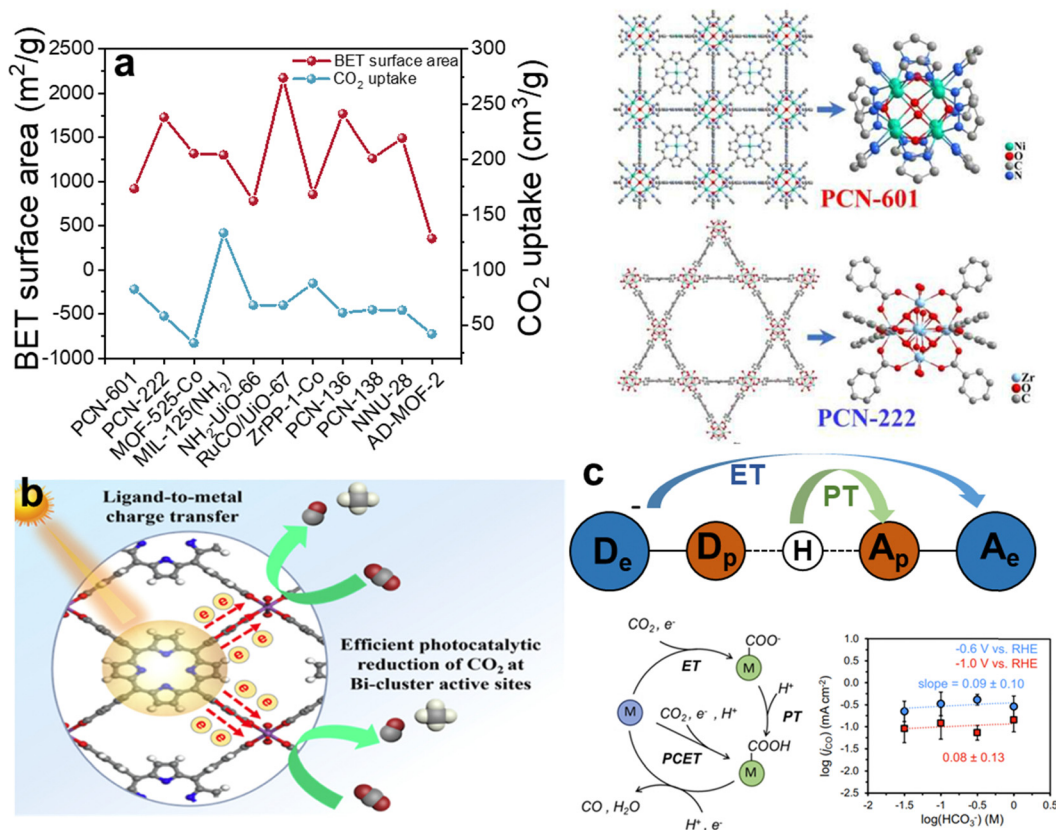 a
BET surface area
CO₂ uptake
BET surface area (m²/g)
2500
2000
1500
1000
500
0
-500
-1000
CO₂ uptake (cm³/g)
300
250
200
150
100
50
PCN-601
PCN-222
MOF-525-Co
MIL-125(NH₂)
NH₂-UiO-66
RuCO/UiO-67
ZrPP-1-Co
PCN-136
PCN-138
NNU-28
AD-MOF-2
Ni
O
C
N
PCN-601
Zr
O
C
PCN-222
b
Ligand-to-metal
charge transfer
e e
e e
e e
e e
Efficient photocatalytic
reduction of CO₂ at
Bi-cluster active sites
c
ET
PT
-
Dₑ Dₚ H Aₚ Aₑ
CO₂, e⁻
COO⁻
ET
M
H⁺
M
CO₂, e⁻, H⁺
PT
COOH
PCET
M
CO, H₂O
H⁺, e⁻
-0.6 V vs. RHE
-1.0 V vs. RHE
slope = 0.09 ± 0.10
0.08 ± 0.13
log (j_CO) (mA cm⁻²)
1.0
0.5
0.0
-0.5
-1.0
-1.5
-2.0
-2.5
-2 -1.5 -1 -0.5 0 0.5
log(HCO₃⁻) (M)